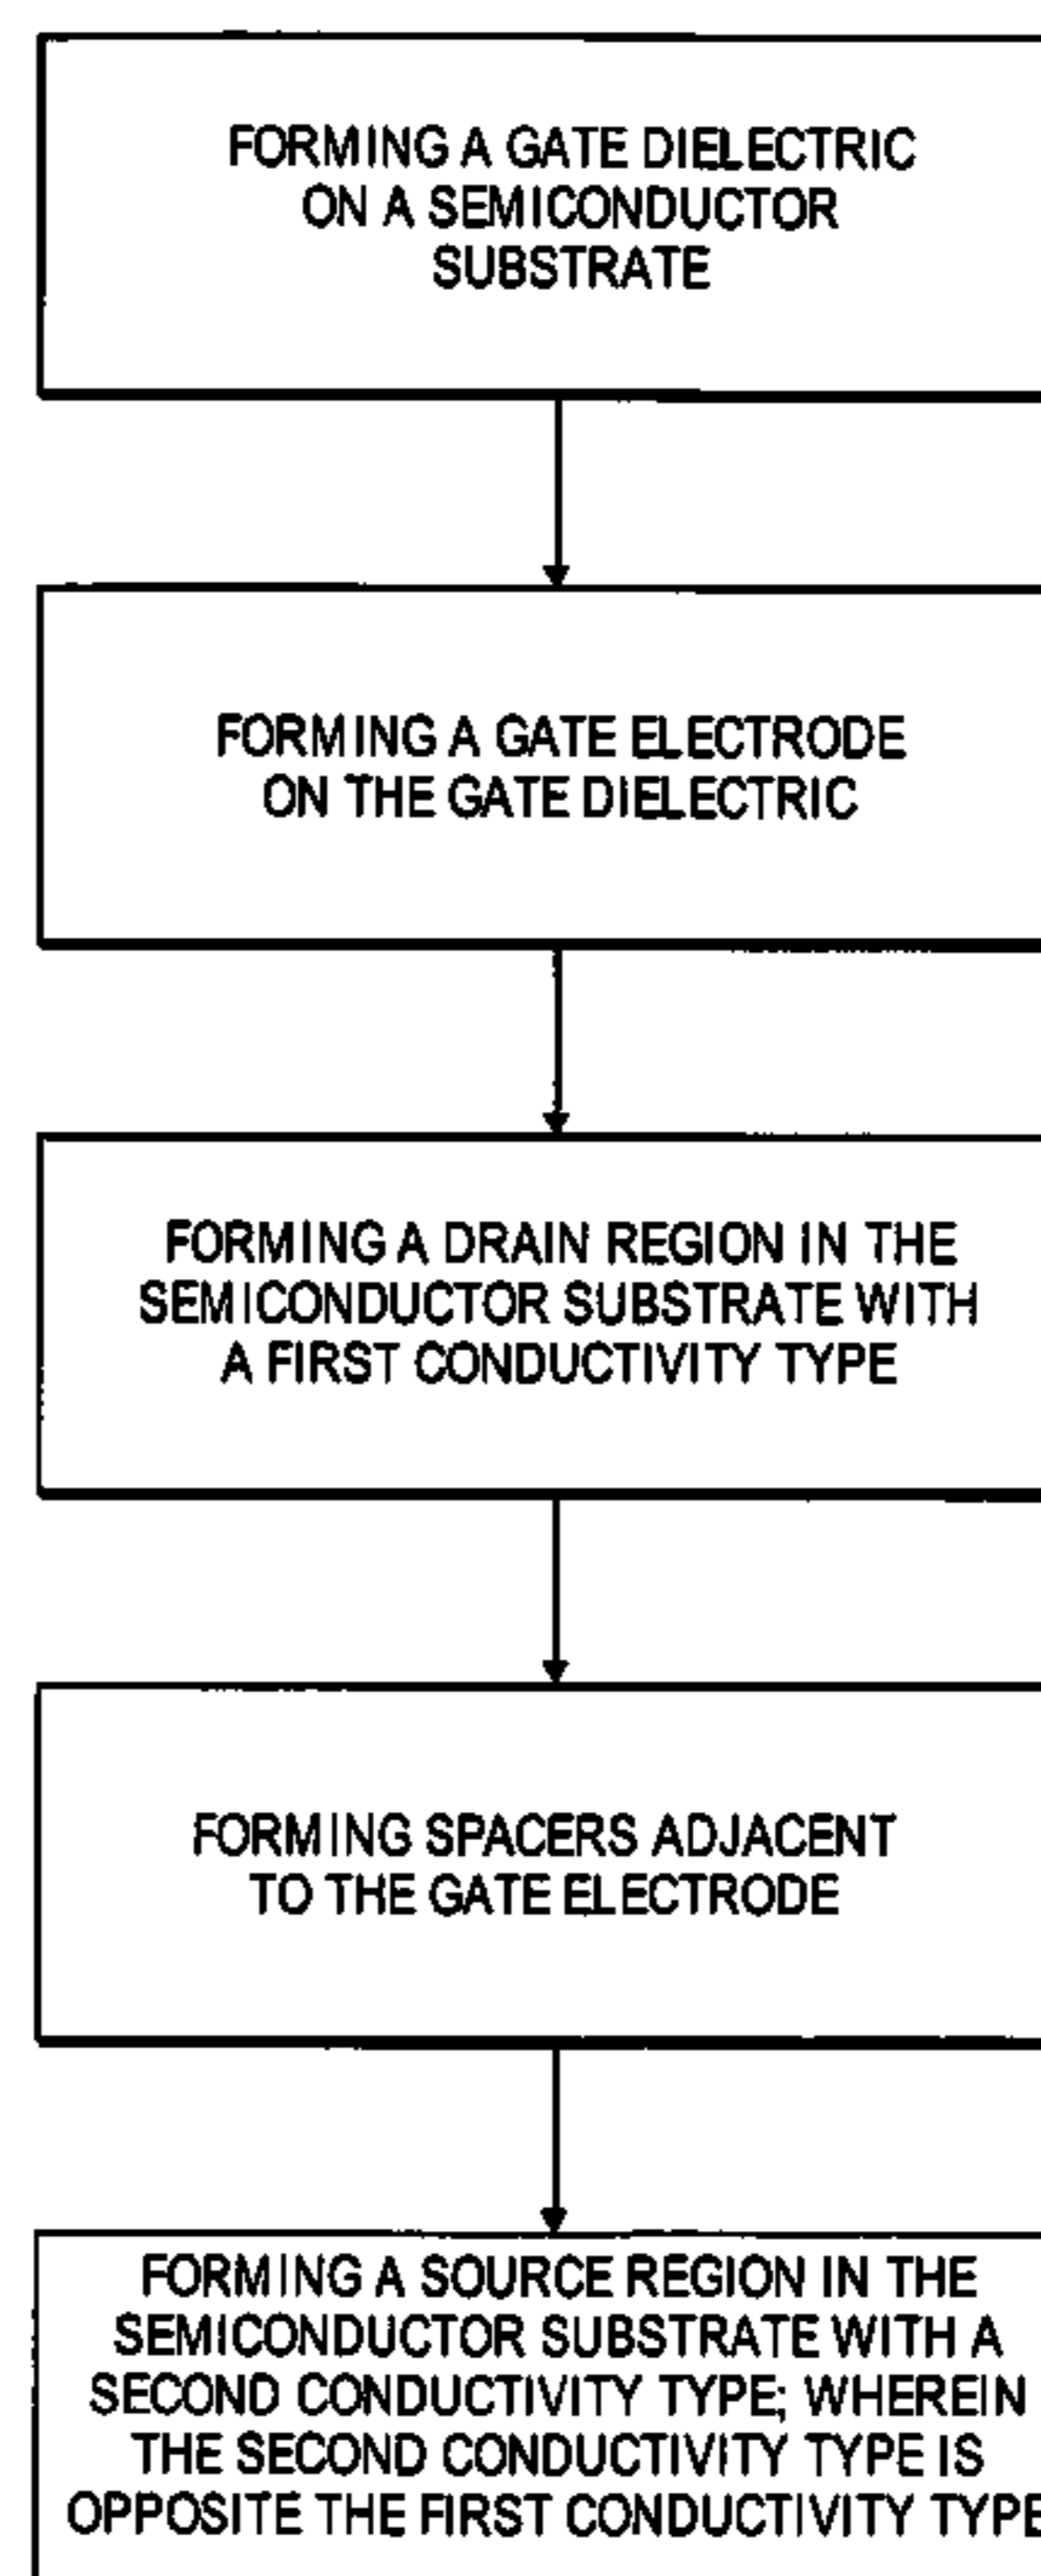 FORMING A GATE DIELECTRIC
ON A SEMICONDUCTOR
SUBSTRATE
FORMING A GATE ELECTRODE
ON THE GATE DIELECTRIC
FORMING A DRAIN REGION IN THE
SEMICONDUCTOR SUBSTRATE WITH
A FIRST CONDUCTIVITY TYPE
FORMING SPACERS ADJACENT
TO THE GATE ELECTRODE
FORMING A SOURCE REGION IN THE
SEMICONDUCTOR SUBSTRATE WITH A
SECOND CONDUCTIVITY TYPE; WHEREIN
THE SECOND CONDUCTIVITY TYPE IS
OPPOSITE THE FIRST CONDUCTIVITY TYPE